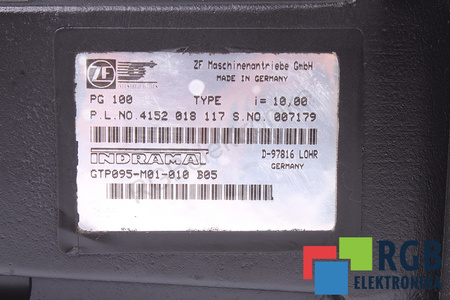 ZF
ZF Maschinenantriebe GmbH
MADE IN GERMANY
PG 100 TYPE i= 10,00
P.L.NO.4152 018 117 S.NO. 007179
INDRAMAT D-97816 LOHR
GERMANY
GTP095-M01-010 B05
RGB
ELEKTRONIKA